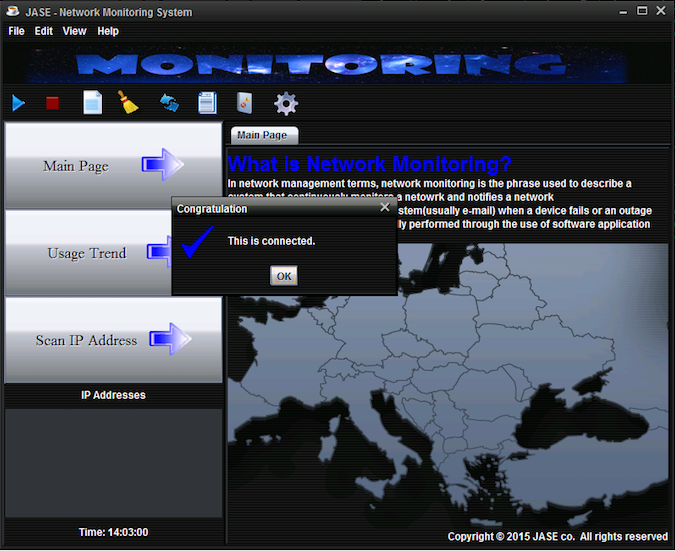 JASE - Network Monitoring System
File Edit View Help
MONITORING
Main Page
Usage Trend
Scan IP Address
IP Addresses
Time: 14:03:00
Main Page
What is Network Monitoring?
In network management terms, network monitoring is the phrase used to describe a
system that continuously monitors a netowrk and notifies a network
stem(usually e-mail) when a device fails or an outage
lly performed through the use of software application
Congratulation
This is connected.
OK
Copyright © 2015 JASE co. All rights reserved